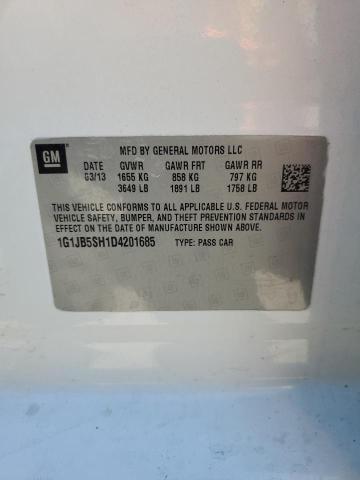 GM
MFD BY GENERAL MOTORS LLC
DATE GVWR GAWR FRT GAWR RR
03/13 1655 KG 858 KG 797 KG
3649 LB 1891 LB 1758 LB
THIS VEHICLE CONFORMS TO ALL APPLICABLE U.S. FEDERAL MOTOR
VEHICLE SAFETY, BUMPER, AND THEFT PREVENTION STANDARDS IN
EFFECT ON THE DATE OF MANUFACTURE SHOWN ABOVE.
1G1JB5SH1D4201685 TYPE: PASS CAR